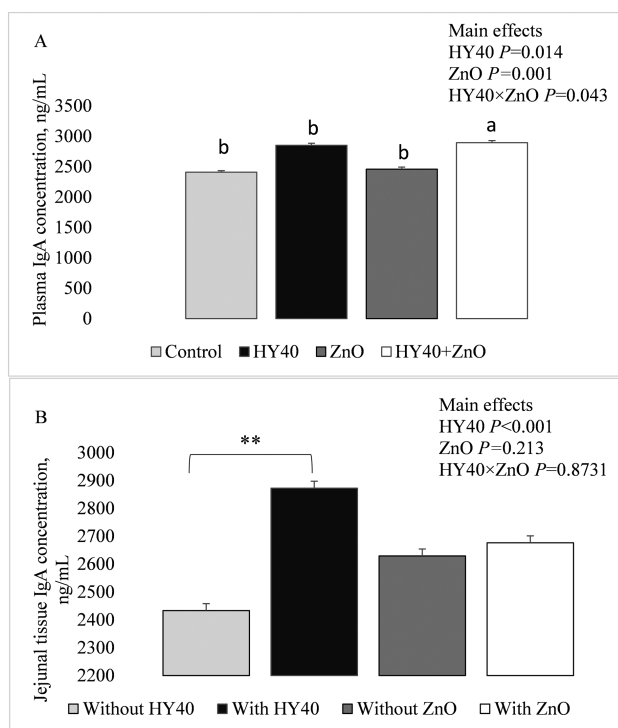 A
Main effects
HY40 P=0.014
ZnO P=0.001
HY40×ZnO P=0.043
Plasma IgA concentration, ng/mL
3500
3000
2500
2000
1500
1000
500
0
b
b
b
a
Control HY40 ZnO HY40+ZnO
B
Main effects
HY40 P<0.001
ZnO P=0.213
HY40×ZnO P=0.8731
Jejunal tissue IgA concentration,
ng/mL
3000
2900
2800
2700
2600
2500
2400
2300
2200
**
Without HY40 With HY40 Without ZnO With ZnO